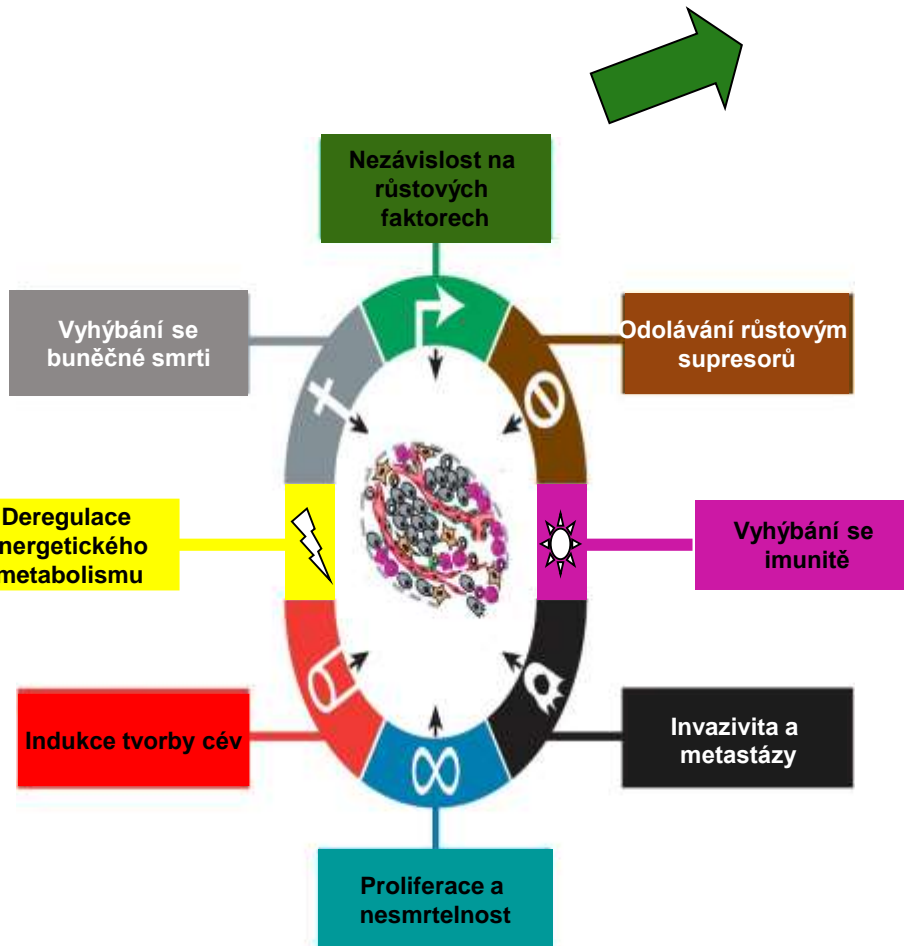 Nezávislost na
růstových
faktorech
Vyhýbání se
buněčné smrti
Odolávání růstovým
supresorů
Deregulace
energetického
metabolismu
Vyhýbání se
imunitě
Indukce tvorby cév
Invazivita a
metastázy
Proliferace a
nesmrtelnost